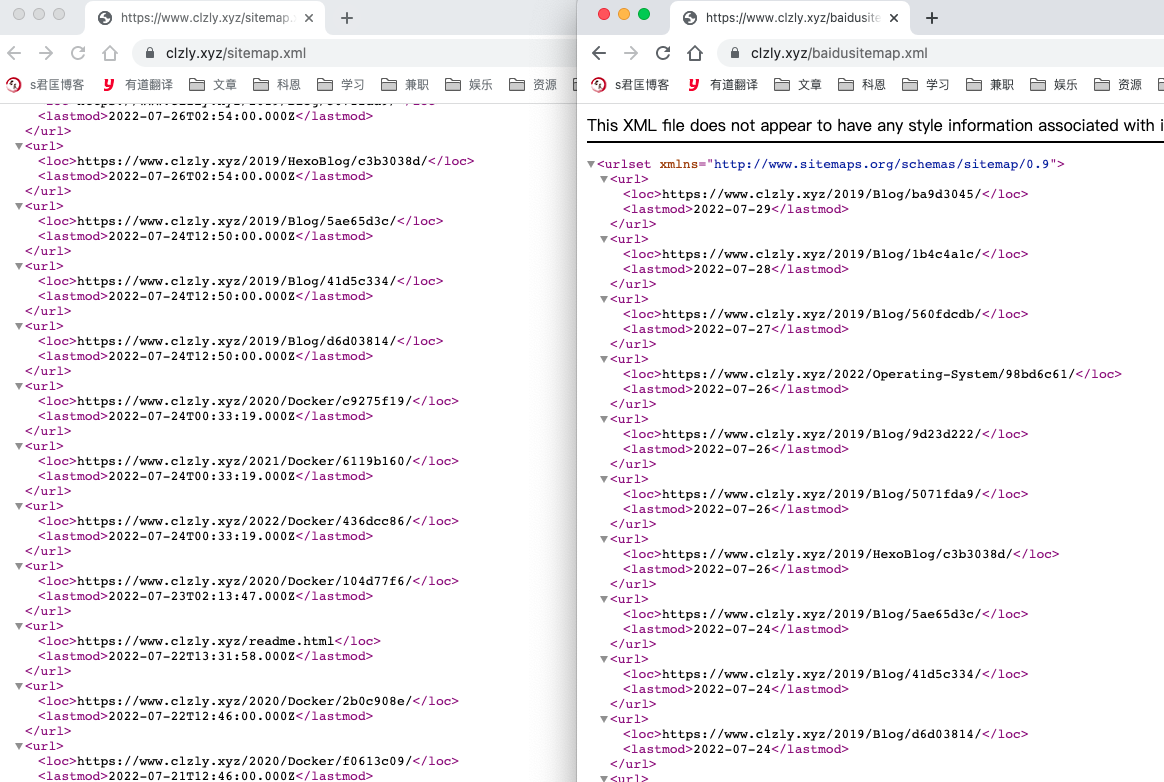 https://www.clzly.xyz/sitemap.
clzly.xyz/sitemap.xml
s君匡博客 有道翻译 文章 科恩 学习 兼职 娱乐 资源
<lastmod>2022-07-26T02:54:00.000Z</lastmod>
</url>
<url>
<loc>https://www.clzly.xyz/2019/HexoBlog/c3b3038d/</loc>
<lastmod>2022-07-26T02:54:00.000Z</lastmod>
</url>
<url>
<loc>https://www.clzly.xyz/2019/Blog/5ae65d3c/</loc>
<lastmod>2022-07-24T12:50:00.000Z</lastmod>
</url>
<url>
<loc>https://www.clzly.xyz/2019/Blog/41d5c334/</loc>
<lastmod>2022-07-24T12:50:00.000Z</lastmod>
</url>
<url>
<loc>https://www.clzly.xyz/2019/Blog/d6d03814/</loc>
<lastmod>2022-07-24T12:50:00.000Z</lastmod>
</url>
<url>
<loc>https://www.clzly.xyz/2020/Docker/c9275f19/</loc>
<lastmod>2022-07-24T00:33:19.000Z</lastmod>
</url>
<url>
<loc>https://www.clzly.xyz/2021/Docker/6119b160/</loc>
<lastmod>2022-07-24T00:33:19.000Z</lastmod>
</url>
<url>
<loc>https://www.clzly.xyz/2022/Docker/436dcc86/</loc>
<lastmod>2022-07-24T00:33:19.000Z</lastmod>
</url>
<url>
<loc>https://www.clzly.xyz/2020/Docker/104d77f6/</loc>
<lastmod>2022-07-23T02:13:47.000Z</lastmod>
</url>
<url>
<loc>https://www.clzly.xyz/readme.html</loc>
<lastmod>2022-07-22T13:31:58.000Z</lastmod>
</url>
<url>
<loc>https://www.clzly.xyz/2020/Docker/2b0c908e/</loc>
<lastmod>2022-07-22T12:46:00.000Z</lastmod>
</url>
<url>
<loc>https://www.clzly.xyz/2020/Docker/f0613c09/</loc>
<lastmod>2022-07-21T12:46:00.000Z</lastmod>
https://www.clzly.xyz/baidusite
clzly.xyz/baidusitemap.xml
s君匡博客 有道翻译 文章 科恩 学习 兼职 娱乐 资源
This XML file does not appear to have any style information associated with i
<urlset xmlns="http://www.sitemaps.org/schemas/sitemap/0.9">
<url>
<loc>https://www.clzly.xyz/2019/Blog/ba9d3045/</loc>
<lastmod>2022-07-29</lastmod>
</url>
<url>
<loc>https://www.clzly.xyz/2019/Blog/1b4c4a1c/</loc>
<lastmod>2022-07-28</lastmod>
</url>
<url>
<loc>https://www.clzly.xyz/2019/Blog/560fdcdb/</loc>
<lastmod>2022-07-27</lastmod>
</url>
<url>
<loc>https://www.clzly.xyz/2022/Operating-System/98bd6c61/</loc>
<lastmod>2022-07-26</lastmod>
</url>
<url>
<loc>https://www.clzly.xyz/2019/Blog/9d23d222/</loc>
<lastmod>2022-07-26</lastmod>
</url>
<url>
<loc>https://www.clzly.xyz/2019/Blog/5071fda9/</loc>
<lastmod>2022-07-26</lastmod>
</url>
<url>
<loc>https://www.clzly.xyz/2019/HexoBlog/c3b3038d/</loc>
<lastmod>2022-07-26</lastmod>
</url>
<url>
<loc>https://www.clzly.xyz/2019/Blog/5ae65d3c/</loc>
<lastmod>2022-07-24</lastmod>
</url>
<url>
<loc>https://www.clzly.xyz/2019/Blog/41d5c334/</loc>
<lastmod>2022-07-24</lastmod>
</url>
<url>
<loc>https://www.clzly.xyz/2019/Blog/d6d03814/</loc>
<lastmod>2022-07-24</lastmod>
</url>
<url>